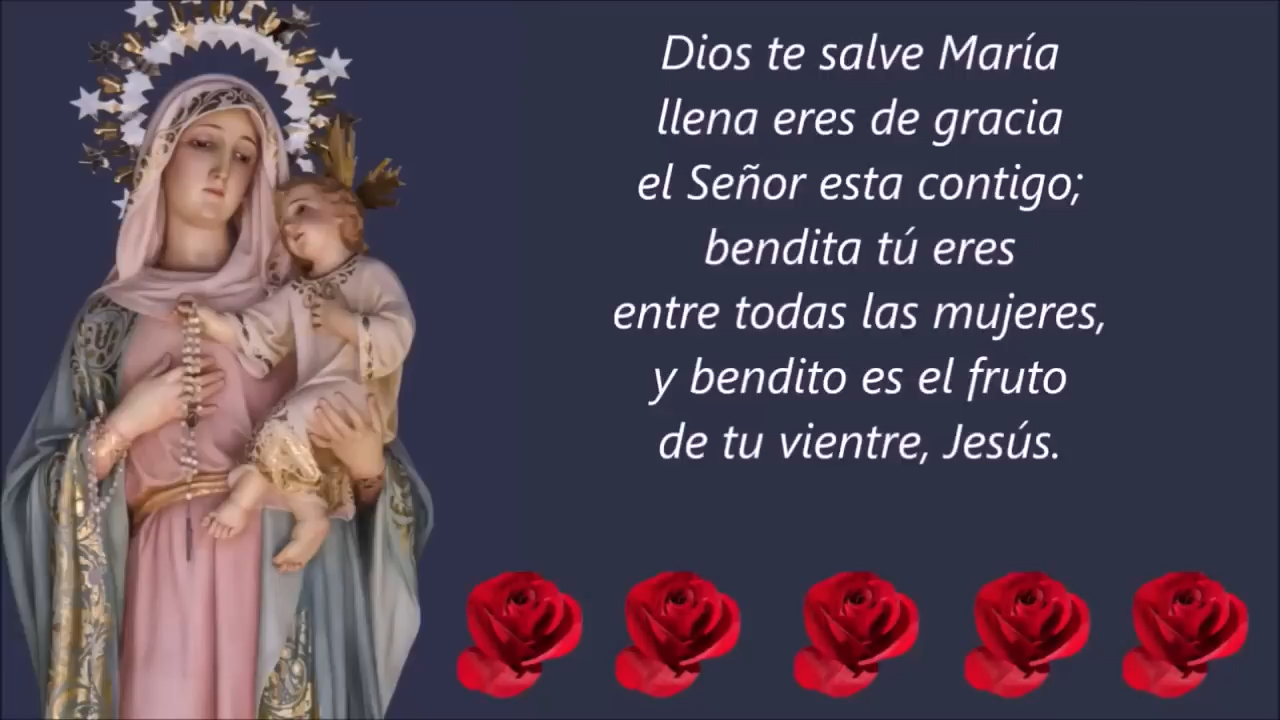 Dios te salve María
llena eres de gracia
el Señor esta contigo;
bendita tú eres
entre todas las mujeres,
y bendito es el fruto
de tu vientre, Jesús.